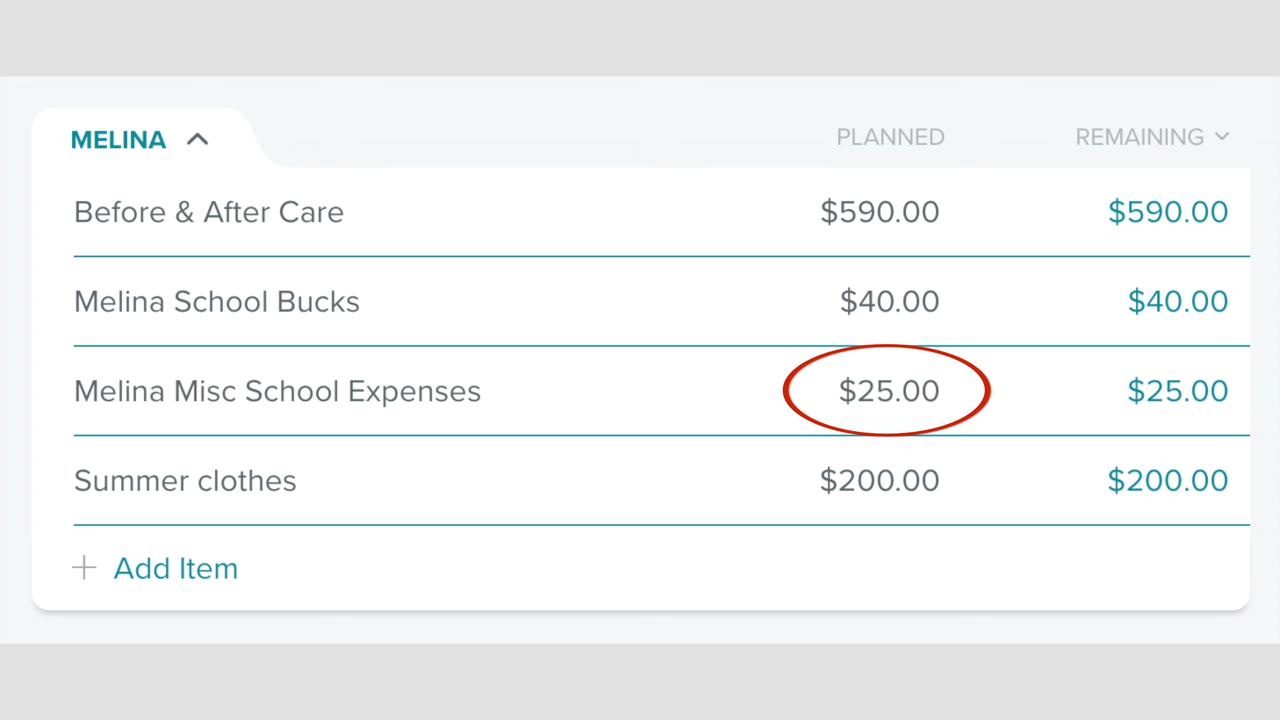 MELINA PLANNED REMAINING
Before & After Care $590.00 $590.00
Melina School Bucks $40.00 $40.00
Melina Misc School Expenses $25.00 $25.00
Summer clothes $200.00 $200.00
Add Item